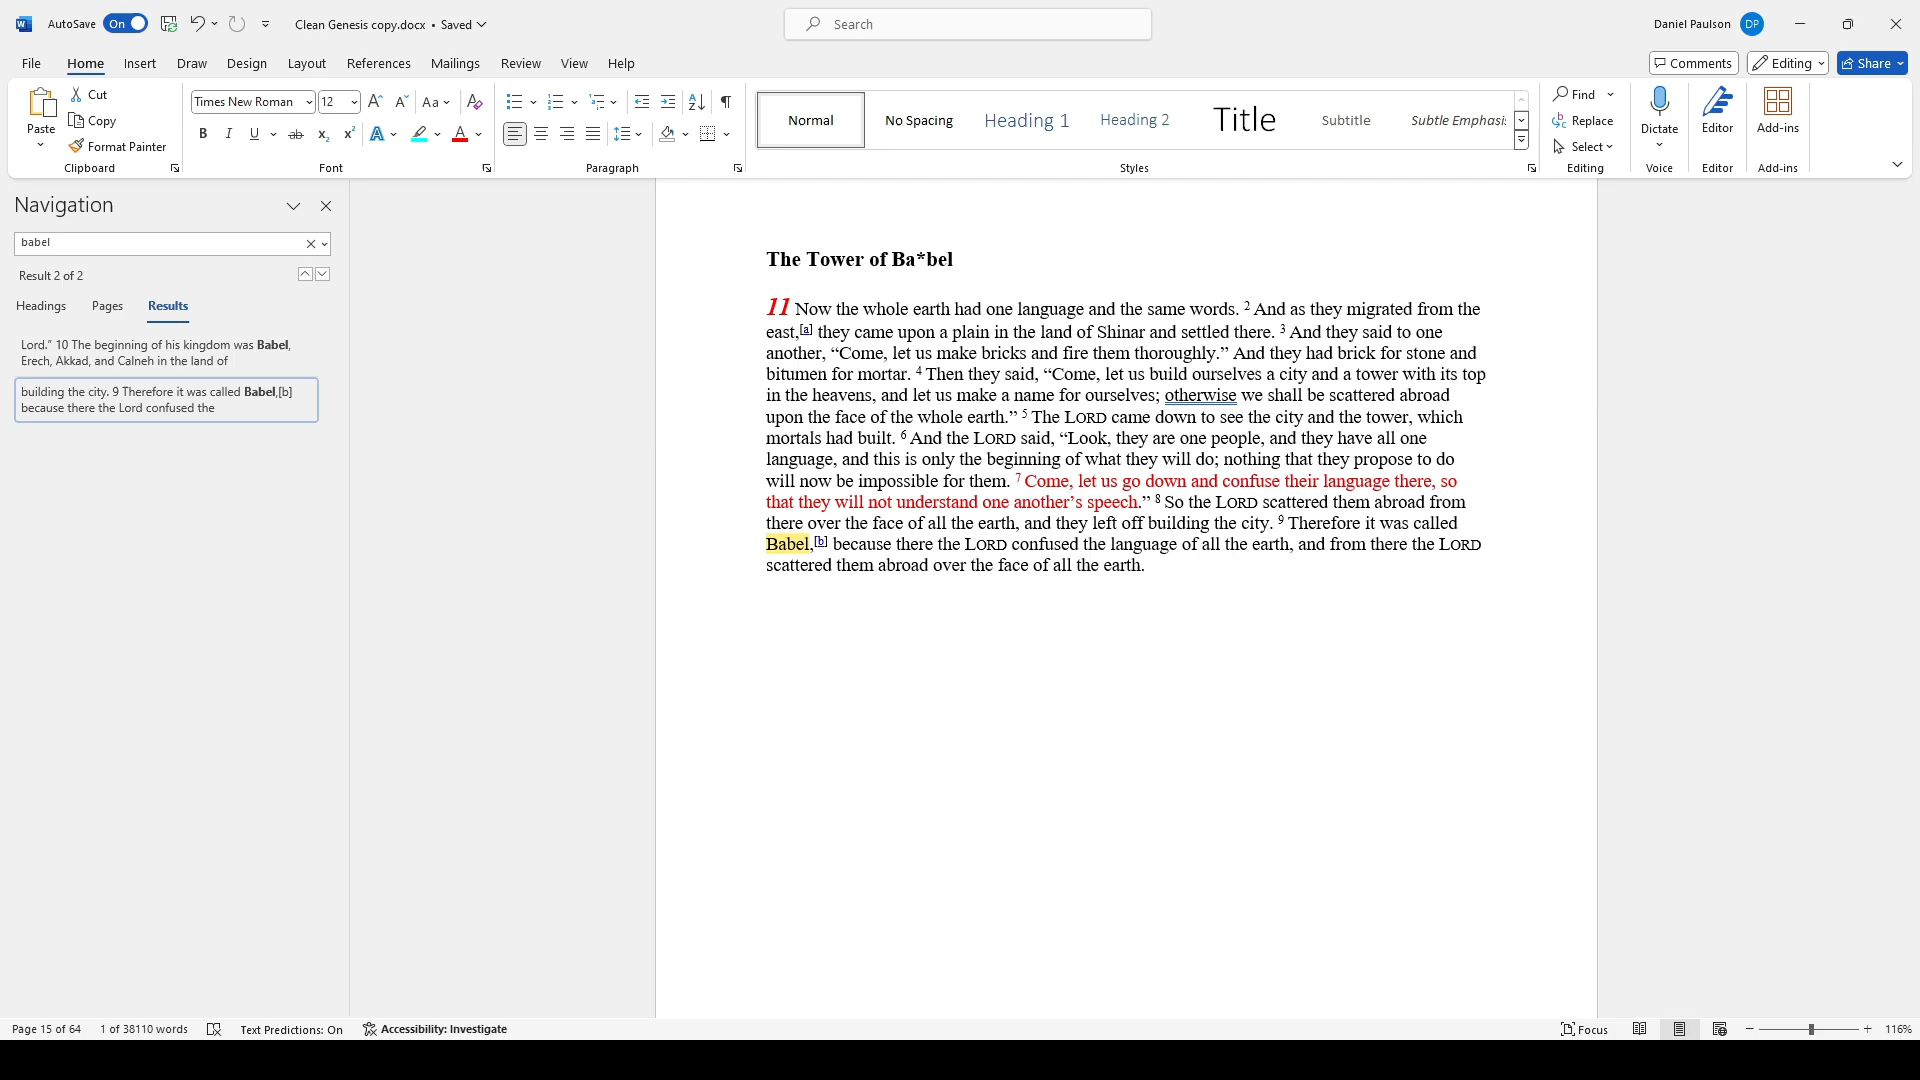 AutoSave On Clean Genesis copy.docx • Saved Search Daniel Paulson DP
File Home Insert Draw Design Layout References Mailings Review View Help Comments Editing Share
Paste Cut Copy Format Painter Clipboard
Times New Roman 12 Aa B I U ab x₂ x² A A Font
Paragraph
Normal No Spacing Heading 1 Heading 2 Title Subtitle Subtle Emphasis Styles
Find Replace Select Editing
Dictate Voice
Editor Editor
Add-ins Add-ins
Navigation
babel
Result 2 of 2
Headings Pages Results
Lord.” 10 The beginning of his kingdom was Babel,
Erech, Akkad, and Calneh in the land of
building the city. 9 Therefore it was called Babel,[b]
because there the Lord confused the
The Tower of Ba*bel
11 Now the whole earth had one language and the same words. 2 And as they migrated from the
east,[a] they came upon a plain in the land of Shinar and settled there. 3 And they said to one
another, “Come, let us make bricks and fire them thoroughly.” And they had brick for stone and
bitumen for mortar. 4 Then they said, “Come, let us build ourselves a city and a tower with its top
in the heavens, and let us make a name for ourselves; otherwise we shall be scattered abroad
upon the face of the whole earth.” 5 The LORD came down to see the city and the tower, which
mortals had built. 6 And the LORD said, “Look, they are one people, and they have all one
language, and this is only the beginning of what they will do; nothing that they propose to do
will now be impossible for them. 7 Come, let us go down and confuse their language there, so
that they will not understand one another’s speech.” 8 So the LORD scattered them abroad from
there over the face of all the earth, and they left off building the city. 9 Therefore it was called
Babel,[b] because there the LORD confused the language of all the earth, and from there the LORD
scattered them abroad over the face of all the earth.
Page 15 of 64 1 of 38110 words Text Predictions: On Accessibility: Investigate Focus 116%